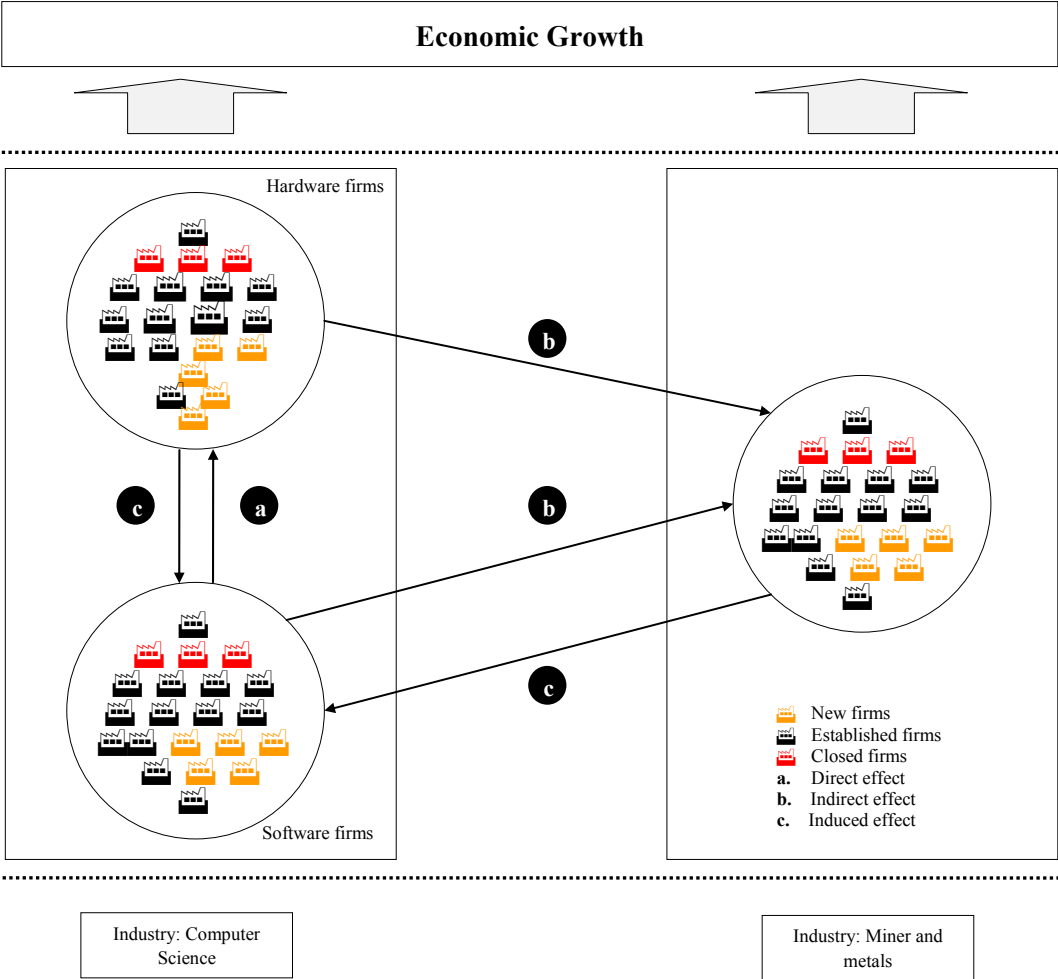 Economic Growth
Hardware firms
b
c
a
b
c
New firms
Established firms
Closed firms
a. Direct effect
b. Indirect effect
c. Induced effect
Software firms
Industry: Computer
Science
Industry: Miner and
metals